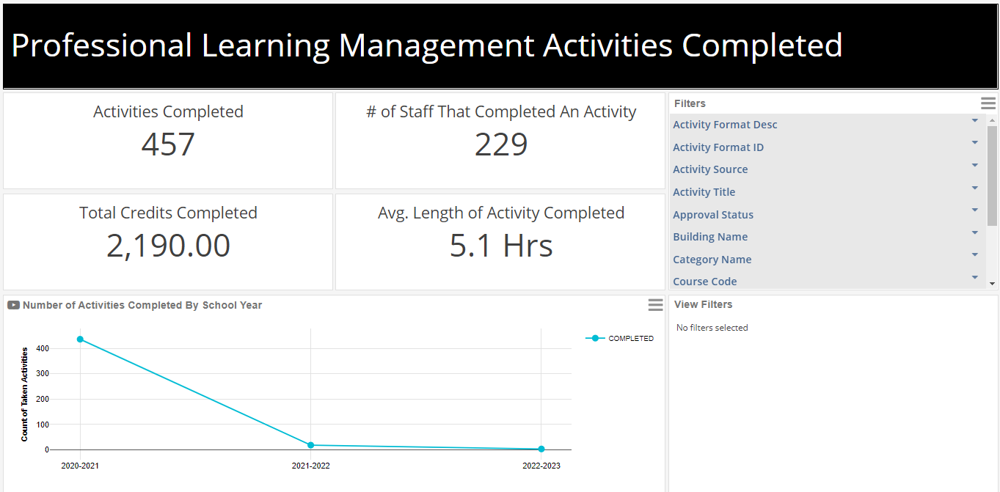 Professional Learning Management Activities Completed
Activities Completed
457
# of Staff That Completed An Activity
229
Total Credits Completed
2,190.00
Avg. Length of Activity Completed
5.1 Hrs
Filters
Activity Format Desc
Activity Format ID
Activity Source
Activity Title
Approval Status
Building Name
Category Name
Course Code
Number of Activities Completed By School Year
Count of Taken Activities
400
300
200
100
0
2020-2021
2021-2022
2022-2023
COMPLETED
View Filters
No filters selected